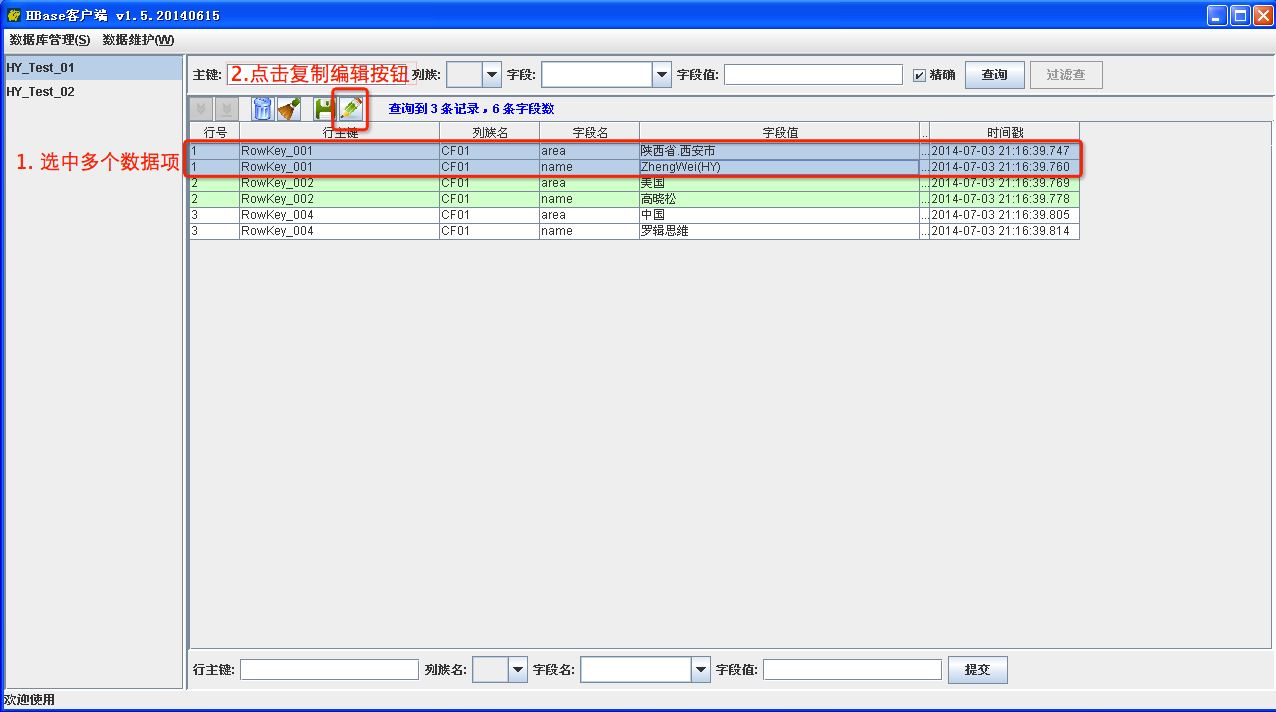 HBase客户端 v1.5.20140615
数据库管理(S) 数据维护(W)
HY_Test_01
HY_Test_02
主键: 2.点击复制编辑按钮 列族: 字段: 字段值: 精确 查询 过滤查
查询到 3 条记录，6 条字段数
1. 选中多个数据项
行号 行主键 列族名 字段名 字段值 .. 时间戳
1 RowKey_001 CF01 area 陕西省.西安市 ... 2014-07-03 21:16:39.747
1 RowKey_001 CF01 name ZhengWei(HY) ... 2014-07-03 21:16:39.760
2 RowKey_002 CF01 area 美国 ... 2014-07-03 21:16:39.769
2 RowKey_002 CF01 name 高晓松 ... 2014-07-03 21:16:39.778
3 RowKey_004 CF01 area 中国 ... 2014-07-03 21:16:39.805
3 RowKey_004 CF01 name 罗辑思维 ... 2014-07-03 21:16:39.814
行主键: 列族名: 字段名: 字段值: 提交
欢迎使用